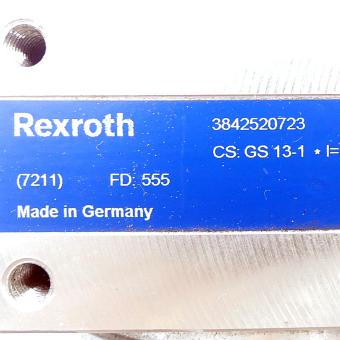 Rexroth 3842520723
CS: GS 13-1 * I=
(7211) FD: 555
Made in Germany